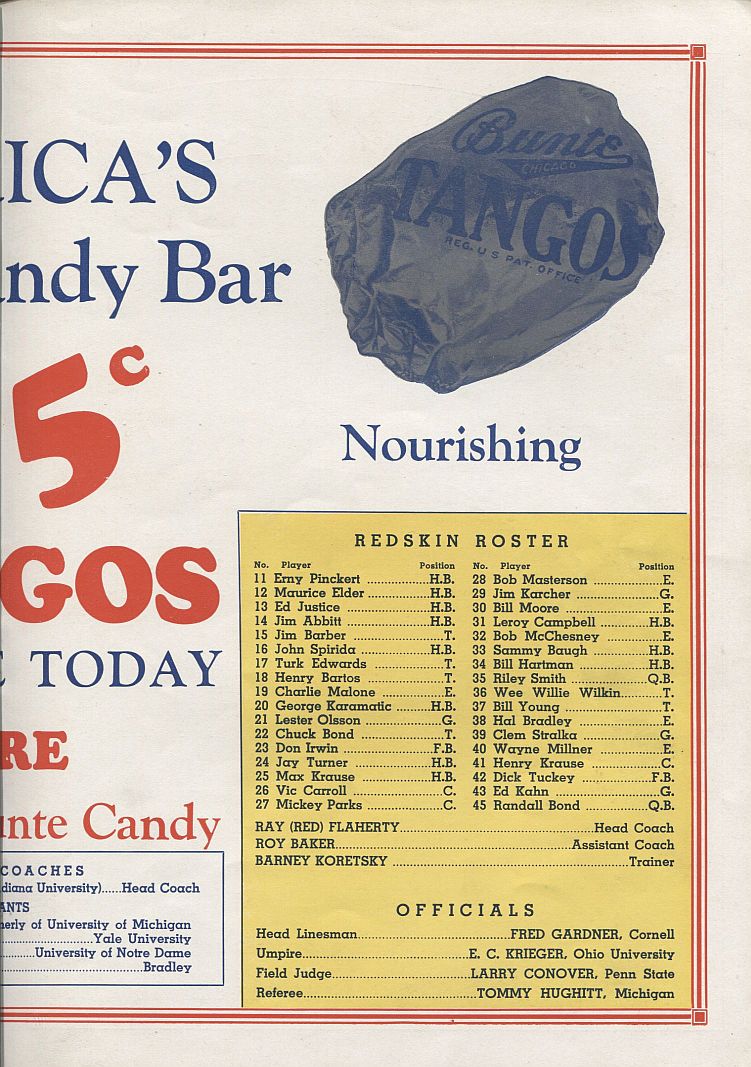 ICA'S
ndy Bar
5c
GOS
TODAY
RE
unte Candy
Bunte
CHICAGO
TANGOS
REG. U S PAT. OFFICE
Nourishing
COACHES
diana University)......Head Coach
ANTS
nerly of University of Michigan
Yale University
University of Notre Dame
Bradley
REDSKIN ROSTER
No. Player Position
11 Erny Pinckert ................H.B.
12 Maurice Elder ................H.B.
13 Ed Justice ................H.B.
14 Jim Abbitt ................H.B.
15 Jim Barber ................T.
16 John Spirida ................H.B.
17 Turk Edwards ................T.
18 Henry Bartos ................T.
19 Charlie Malone ................E.
20 George Karamatic ................H.B.
21 Lester Olsson ................G.
22 Chuck Bond ................T.
23 Don Irwin ................F.B.
24 Jay Turner ................H.B.
25 Max Krause ................H.B.
26 Vic Carroll ................C.
27 Mickey Parks ................C.
No. Player Position
28 Bob Masterson ................E.
29 Jim Karcher ................G.
30 Bill Moore ................E.
31 Leroy Campbell ................H.B.
32 Bob McChesney ................E.
33 Sammy Baugh ................H.B.
34 Bill Hartman ................H.B.
35 Riley Smith ................Q.B.
36 Wee Willie Wilkin................T.
37 Bill Young ................T.
38 Hal Bradley ................E.
39 Clem Stralka ................G.
40 Wayne Millner ................E.
41 Henry Krause ................C.
42 Dick Tuckey ................F.B.
43 Ed Kahn ................G.
45 Randall Bond ................Q.B.
RAY (RED) FLAHERTY................Head Coach
ROY BAKER................Assistant Coach
BARNEY KORETSKY ................Trainer
OFFICIALS
Head Linesman................FRED GARDNER, Cornell
Umpire................E. C. KRIEGER, Ohio University
Field Judge................LARRY CONOVER, Penn State
Referee................TOMMY HUGHITT, Michigan